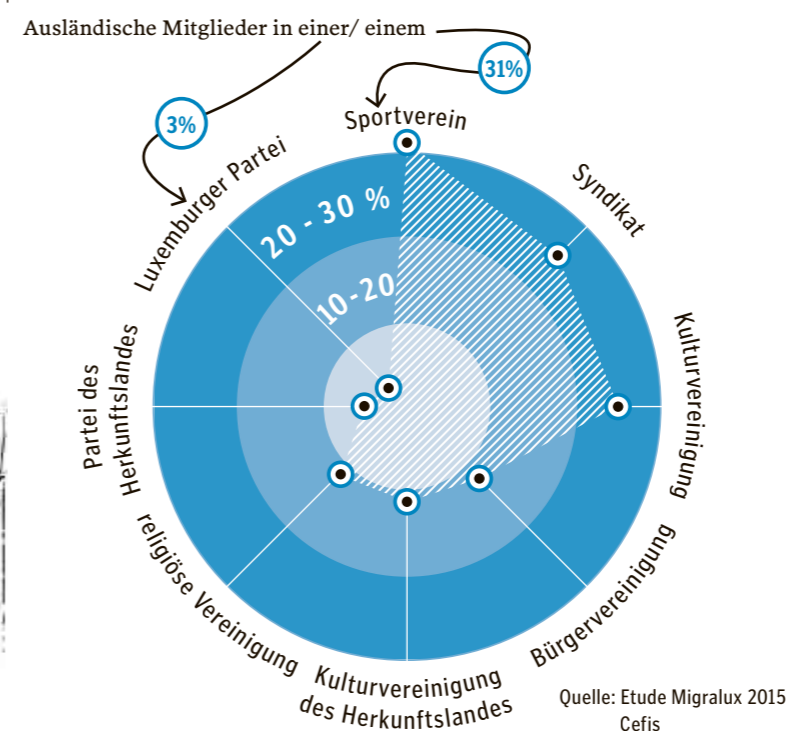 Ausländische Mitglieder in einer/ einem
31%
3%
Sportverein
Luxemburger Partei
Syndikat
20 - 30 %
10-20
Kulturvereinigung
Partei des
Herkunftslandes
Bürgervereinigung
religiöse Vereinigung
Kulturvereinigung
des Herkunftslandes
Quelle: Etude Migralux 2015
Cefis